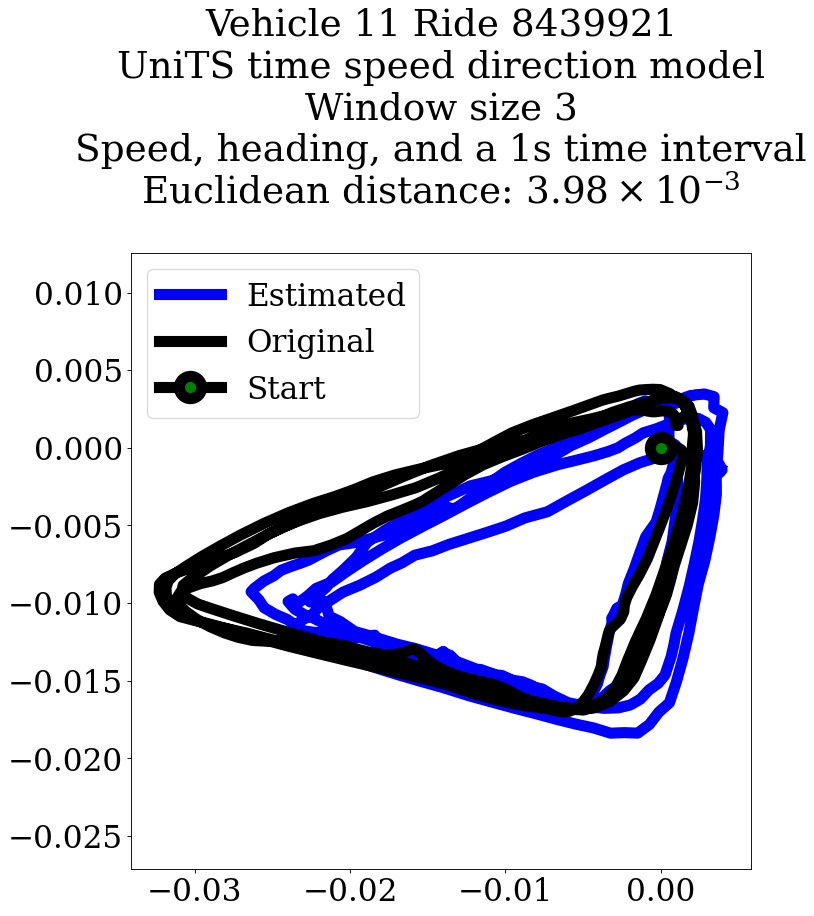 Vehicle 11 Ride 8439921
UniTS time speed direction model
Window size 3
Speed, heading, and a 1s time interval
Euclidean distance: 3.98 × 10⁻³
Estimated
Original
Start
0.010
0.005
0.000
−0.005
−0.010
−0.015
−0.020
−0.025
−0.03
−0.02
−0.01
0.00